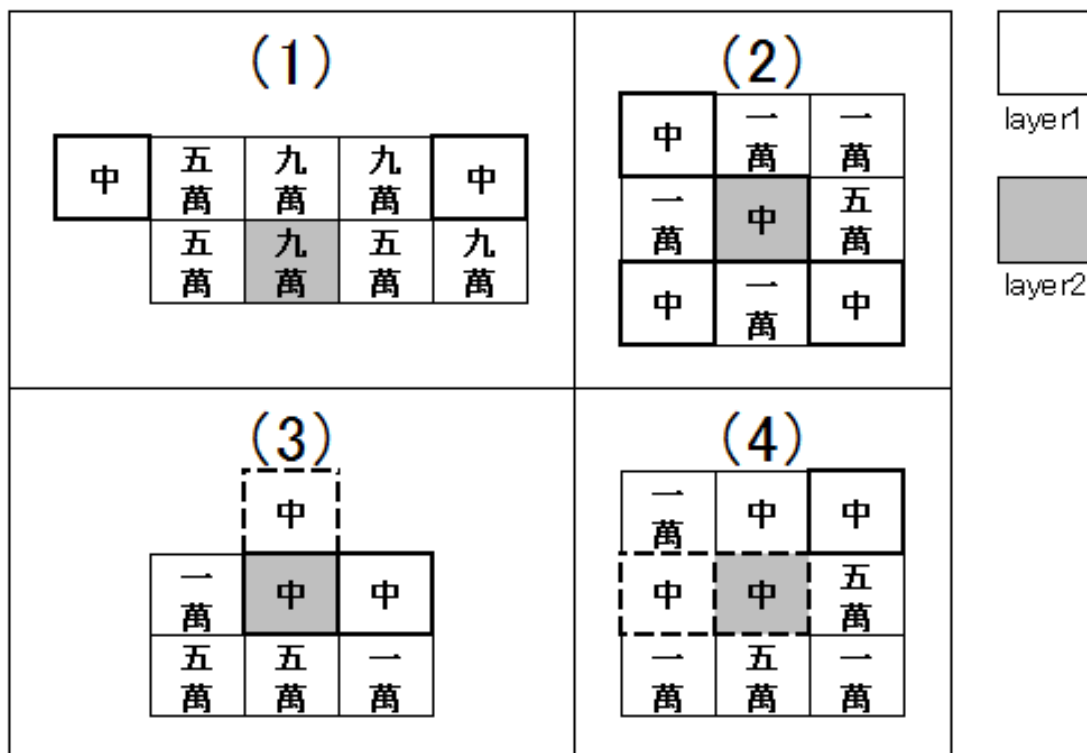 (1)
中 五萬 九萬 九萬 中
五萬 九萬 五萬 九萬
(2)
中 一萬 一萬
一萬 中 五萬
中 一萬 中
layer1
layer2
(3)
中
一萬 中 中
五萬 五萬 一萬
(4)
一萬 中 中
中 中 五萬
一萬 五萬 一萬